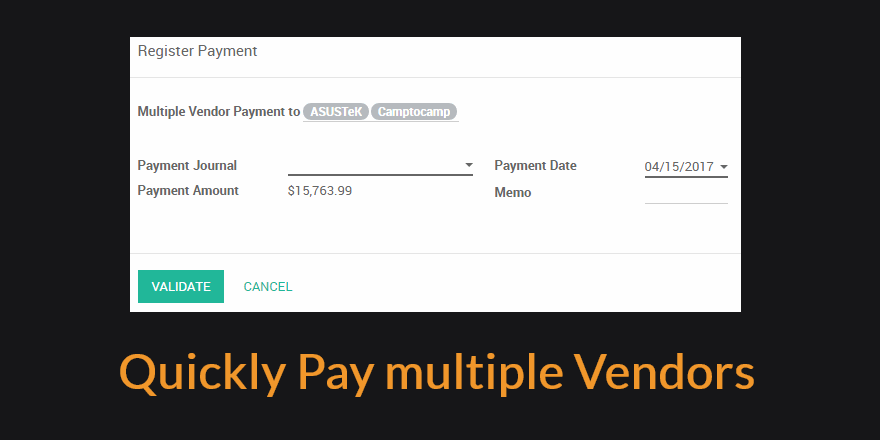 Register Payment
Multiple Vendor Payment to ASUSTeK Camptocamp
Payment Journal Payment Date 04/15/2017
Payment Amount $15,763.99 Memo
VALIDATE CANCEL
Quickly Pay multiple Vendors